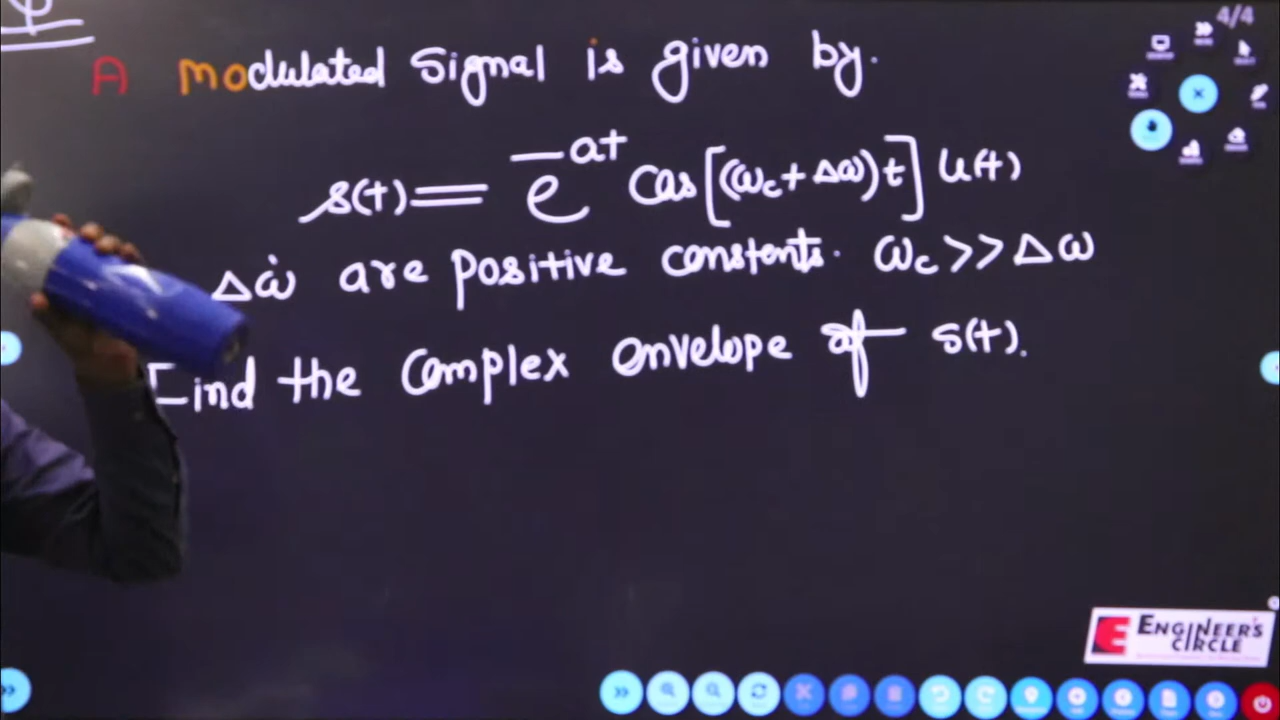 4/4
A modulated Signal is given by.
s(t) = e^-at Cos[(ωc+Δω)t] u(t)
Δω are positive constents. ωc>>Δω
Find the complex envelope of s(t).
ENGINEER'S
CIRCLE